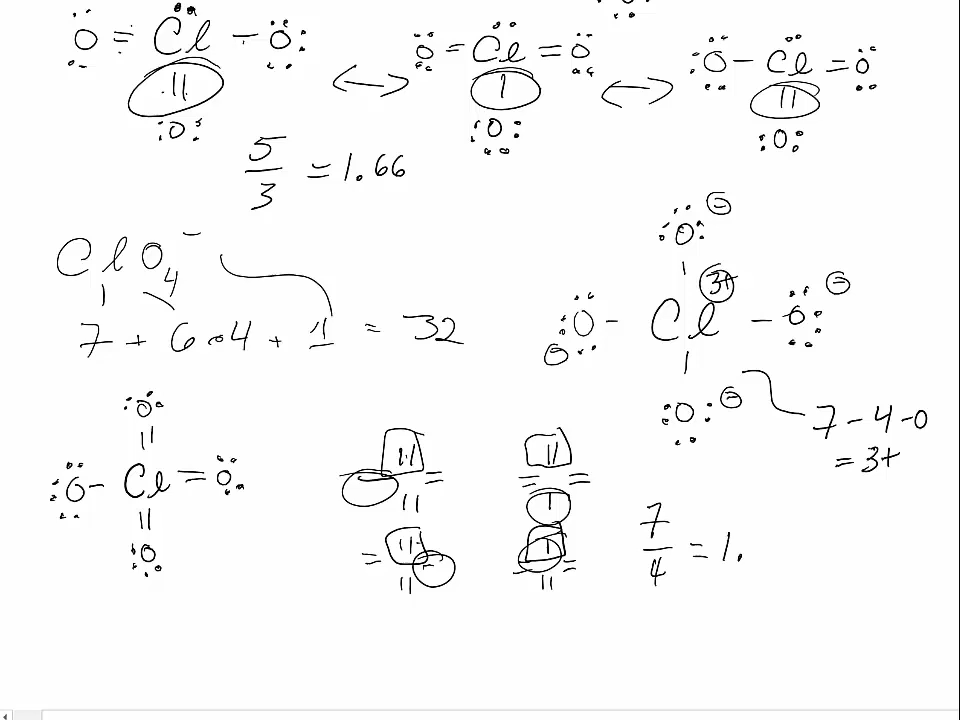 O = Cl – O
||
O
↔
O = Cl = O
|
O
↔
O – Cl = O
||
O
5/3 = 1.66
ClO₄⁻
7 + 6·4 + 1 = 32
O ⊖
|
⊖ O – Cl 3+ – O ⊖
|
O ⊖
7 – 4 – 0
= 3+
O
||
O – Cl = O
||
O
7/4 = 1.